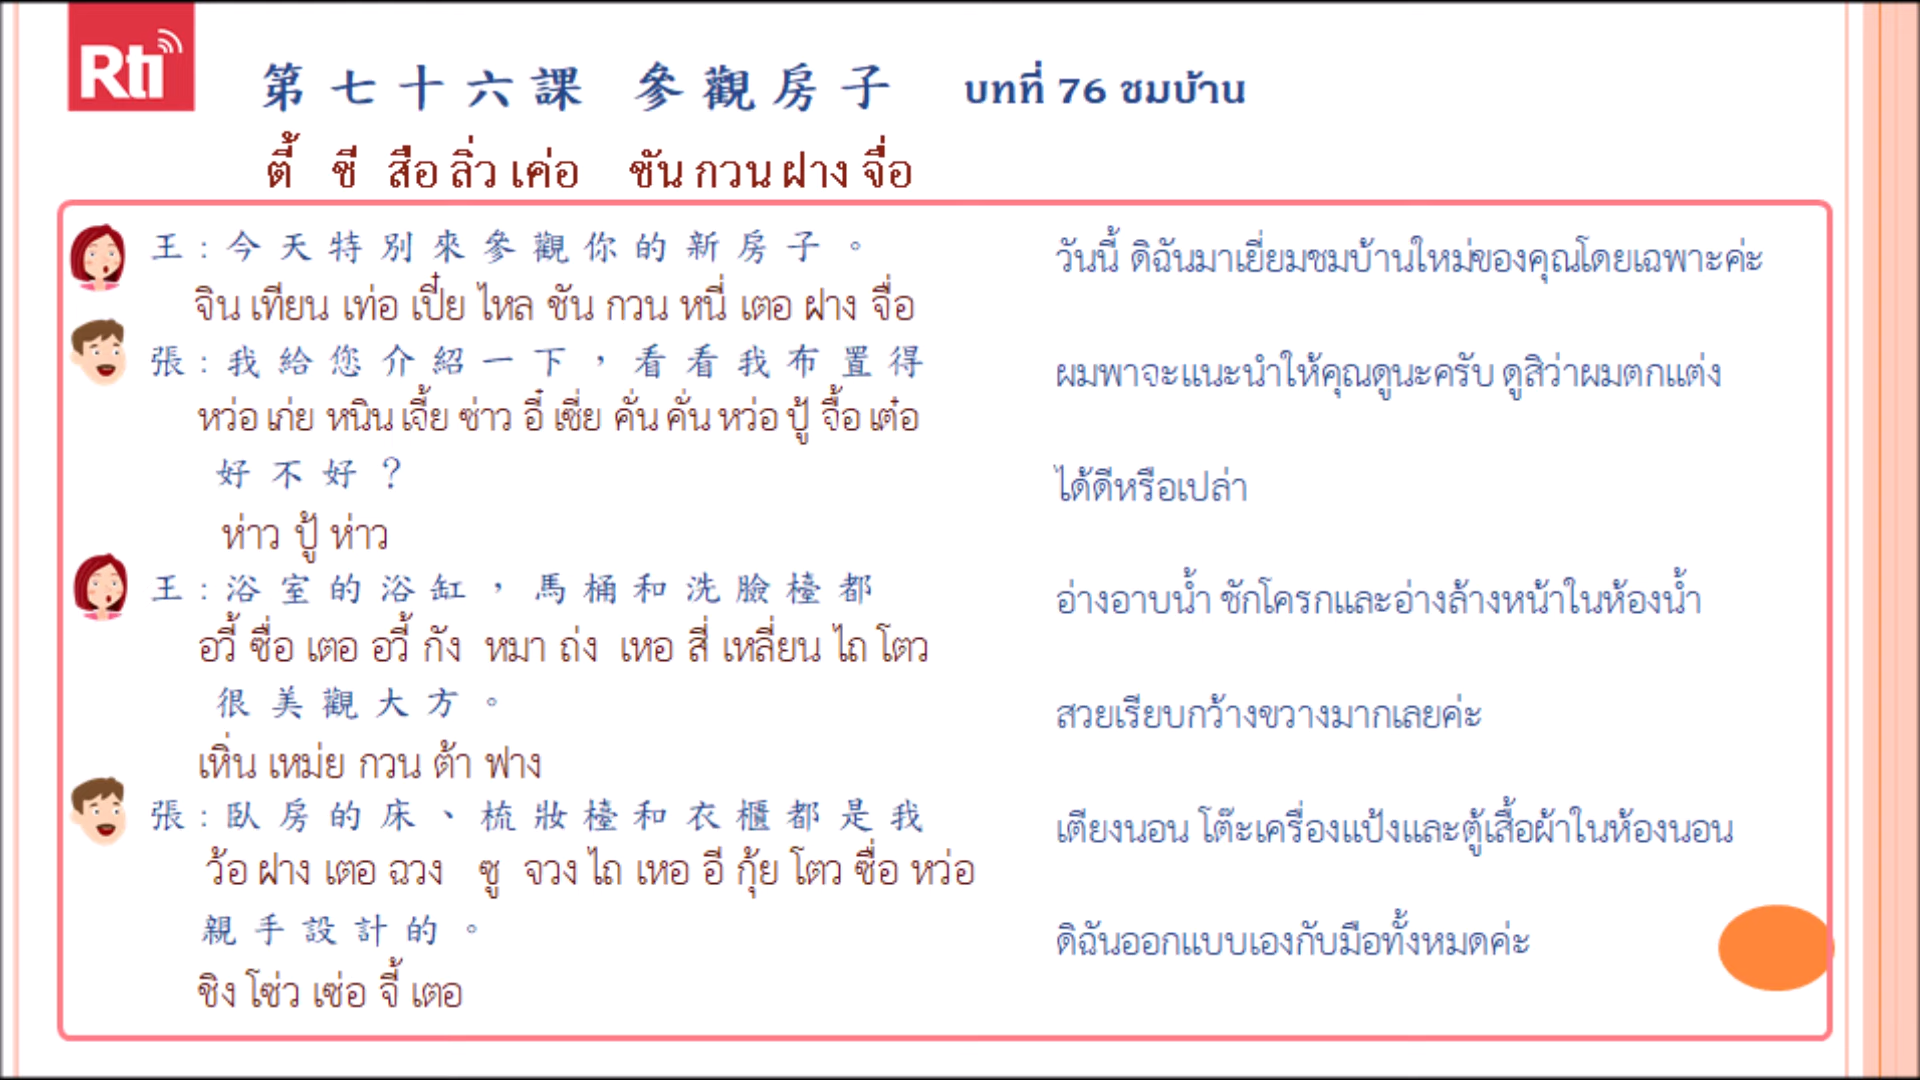 Rti
第七十六課 參觀房子 บทที่ 76 ชมบ้าน
ตี้ ชี สือ ลิ่ว เค่อ ชัน กวน ฝาง จื่อ
王：今天特別來參觀你的新房子。 วันนี้ ดิฉันมาเยี่ยมชมบ้านใหม่ของคุณโดยเฉพาะค่ะ
จิน เทียน เท่อ เปี๋ย ไหล ชัน กวน หนี่ เตอ ฝาง จื่อ
張：我給您介紹一下，看看我布置得 ผมพาจะแนะนำให้คุณดูนะครับ ดูสิว่าผมตกแต่ง
หว่อ เก่ย หนิน เจี้ย ซ่าว อี๋ เซี่ย คั่น คั่น หว่อ ปู้ จื้อ เต๋อ
好不好？ ได้ดีหรือเปล่า
ห่าว ปู้ ห่าว
王：浴室的浴缸，馬桶和洗臉檯都 อ่างอาบน้ำ ชักโครกและอ่างล้างหน้าในห้องน้ำ
อวี้ ซื่อ เตอ อวี้ กัง หมา ถ่ง เหอ สี่ เหลี่ยน ไถ โตว
很美觀大方。 สวยเรียบกว้างขวางมากเลยค่ะ
เหิ่น เหม่ย กวน ต้า ฟาง
張：臥房的床、梳妝檯和衣櫃都是我 เตียงนอน โต๊ะเครื่องแป้งและตู้เสื้อผ้าในห้องนอน
ว้อ ฝาง เตอ ฉวง ซู จวง ไถ เหอ อี กุ้ย โตว ซื่อ หว่อ
親手設計的。 ดิฉันออกแบบเองกับมือทั้งหมดค่ะ
ชิง โซ่ว เซ่อ จี้ เตอ